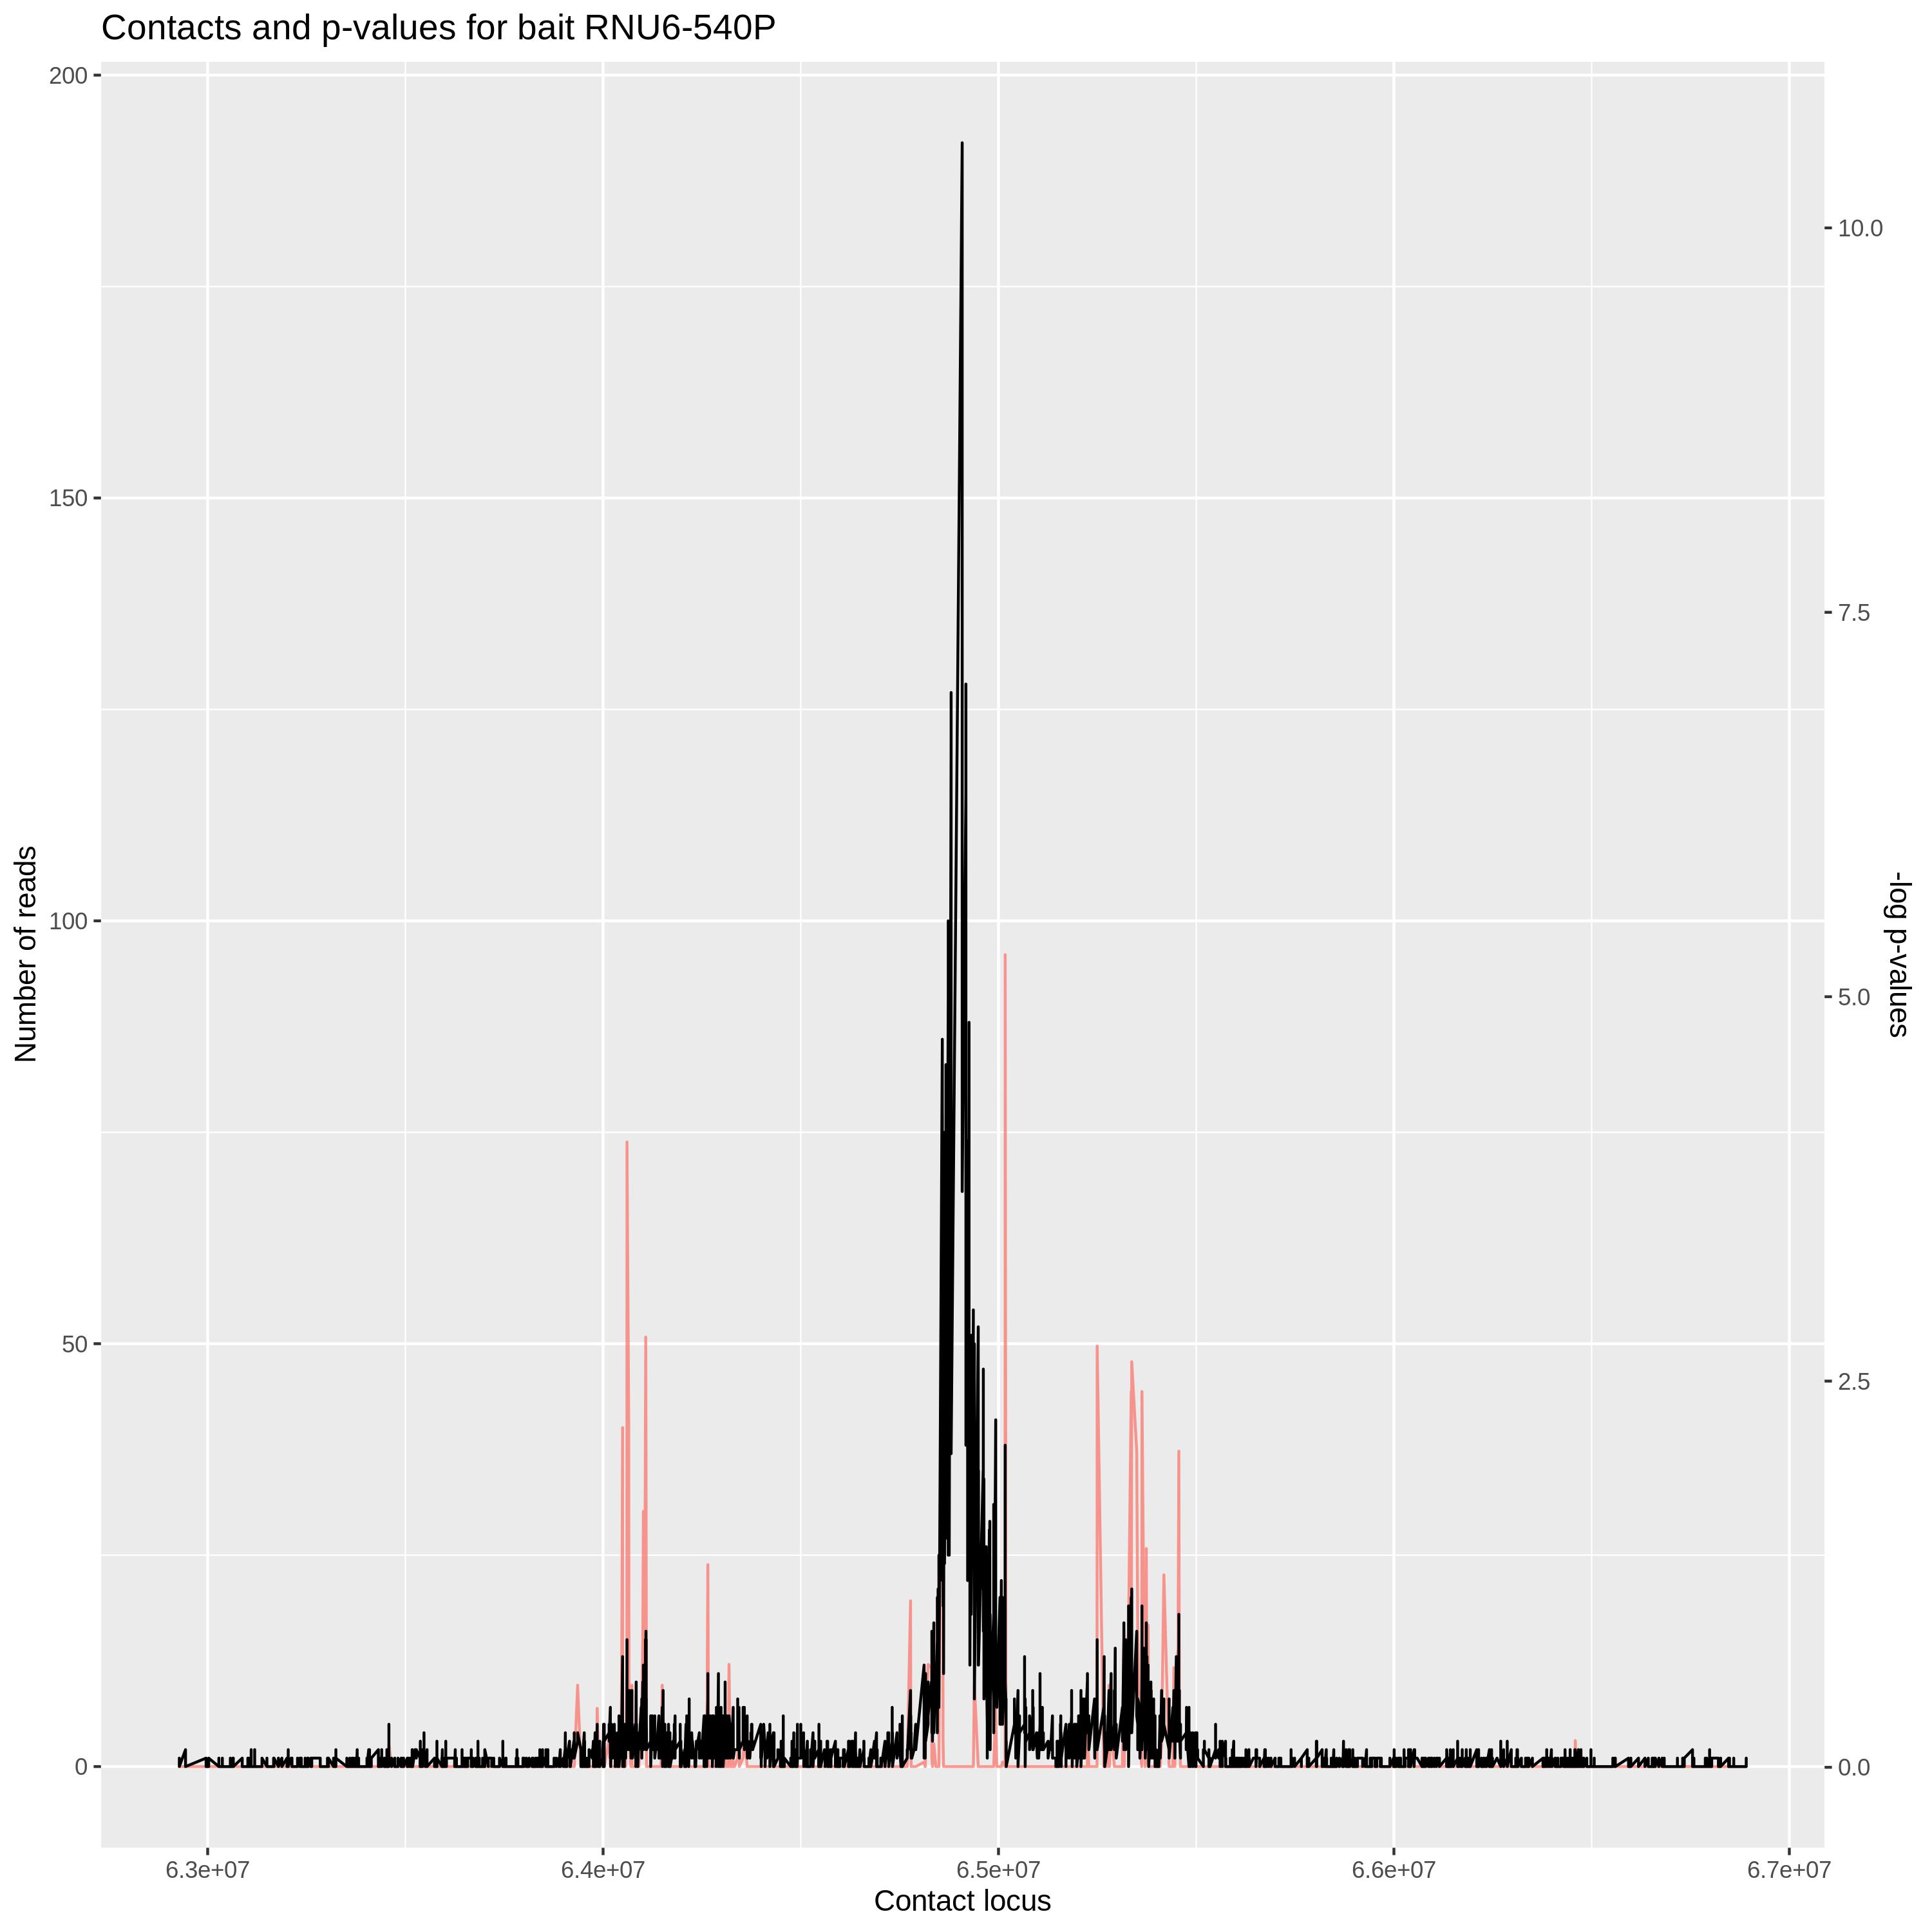 Contacts and p-values for bait RNU6-540P
200
150
100
50
0
Number of reads
10.0
7.5
5.0
2.5
0.0
-log p-values
6.3e+07
6.4e+07
6.5e+07
6.6e+07
6.7e+07
Contact locus